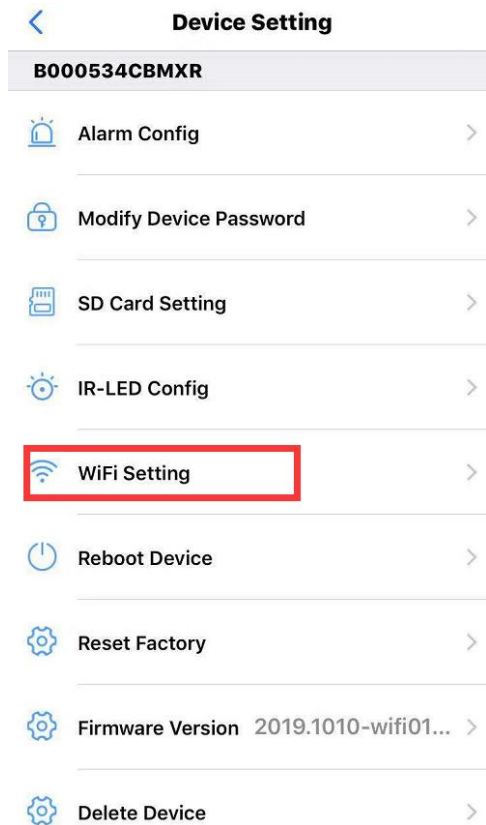 Device Setting
B000534CBMXR
Alarm Config
Modify Device Password
SD Card Setting
IR-LED Config
WiFi Setting
Reboot Device
Reset Factory
Firmware Version 2019.1010-wifi01...
Delete Device